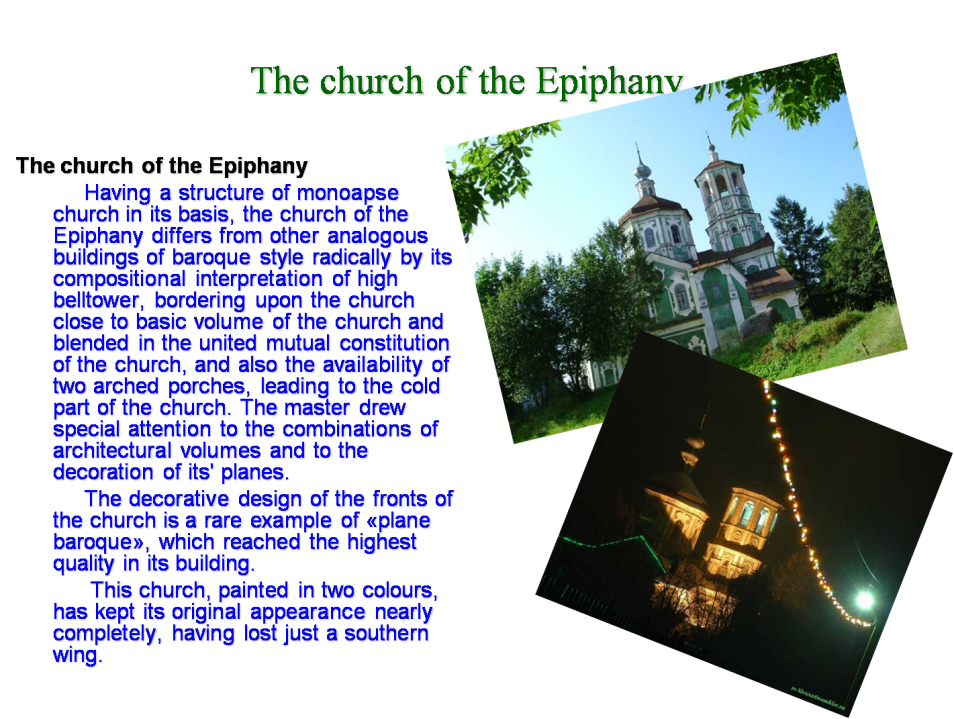 The church of the Epiphany
The church of the Epiphany
Having a structure of monoapse
church in its basis, the church of the
Epiphany differs from other analogous
buildings of baroque style radically by its
compositional interpretation of high
belltower, bordering upon the church
close to basic volume of the church and
blended in the united mutual constitution
of the church, and also the availability of
two arched porches, leading to the cold
part of the church. The master drew
special attention to the combinations of
architectural volumes and to the
decoration of its' planes.
The decorative design of the fronts of
the church is a rare example of «plane
baroque», which reached the highest
quality in its building.
This church, painted in two colours,
has kept its original appearance nearly
completely, having lost just a southern
wing.